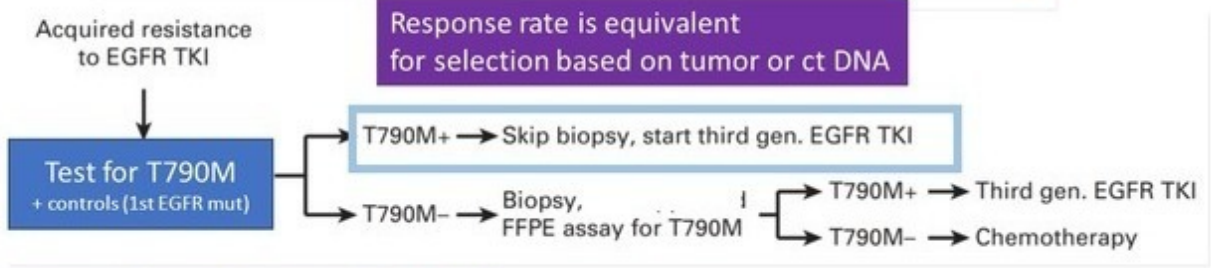 Acquired resistance
to EGFR TKI
Response rate is equivalent
for selection based on tumor or ct DNA
Test for T790M
+ controls (1st EGFR mut)
T790M+
Skip biopsy, start third gen. EGFR TKI
T790M–
Biopsy,
FFPE assay for T790M
T790M+
Third gen. EGFR TKI
T790M–
Chemotherapy